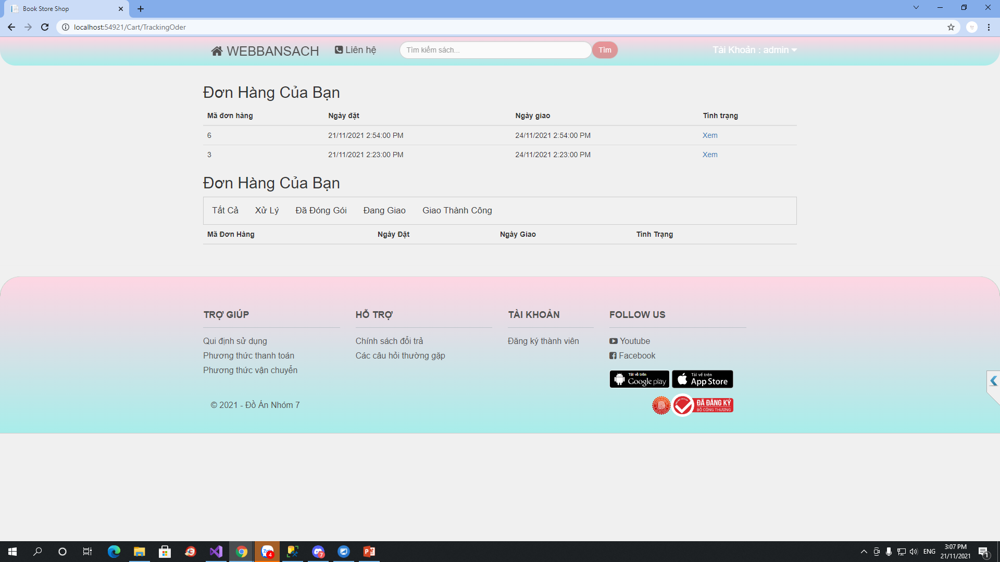 Book Store Shop
localhost:54921/Cart/TrackingOder
WEBBANSACH
Liên hệ
Tìm kiếm sách...
Tìm
Tài Khoản : admin
Đơn Hàng Của Bạn
Mã đơn hàng Ngày đặt Ngày giao Tình trạng
6 21/11/2021 2:54:00 PM 24/11/2021 2:54:00 PM Xem
3 21/11/2021 2:23:00 PM 24/11/2021 2:23:00 PM Xem
Đơn Hàng Của Bạn
Tất Cả Xử Lý Đã Đóng Gói Đang Giao Giao Thành Công
Mã Đơn Hàng Ngày Đặt Ngày Giao Tình Trạng
TRỢ GIÚP
Qui định sử dụng
Phương thức thanh toán
Phương thức vận chuyển
HỖ TRỢ
Chính sách đổi trả
Các câu hỏi thường gặp
TÀI KHOẢN
Đăng ký thành viên
FOLLOW US
Youtube
Facebook
Tải về trên
Google play
Tải về trên
App Store
© 2021 - Đồ Án Nhóm 7
ĐÃ ĐĂNG KÝ
BỘ CÔNG THƯƠNG
Zalo
4
7
ENG
3:07 PM
21/11/2021
1